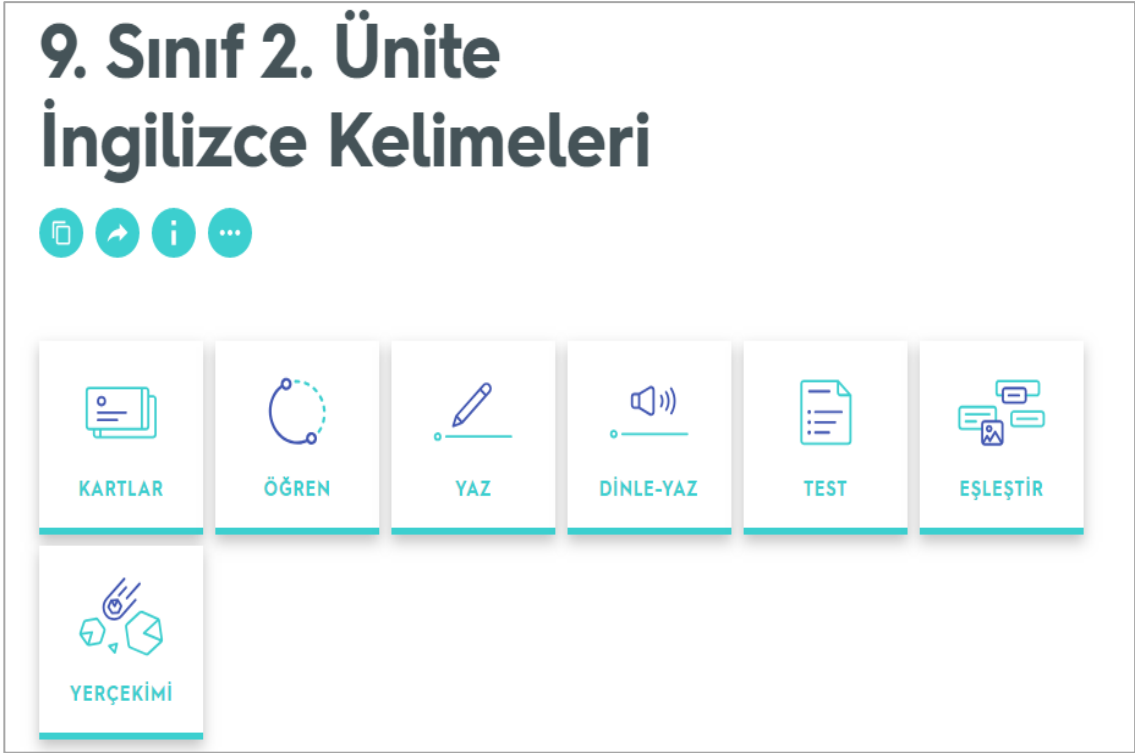 9. Sınıf 2. Ünite
İngilizce Kelimeleri
KARTLAR
ÖĞREN
YAZ
DİNLE-YAZ
TEST
EŞLEŞTİR
YERÇEKİMİ